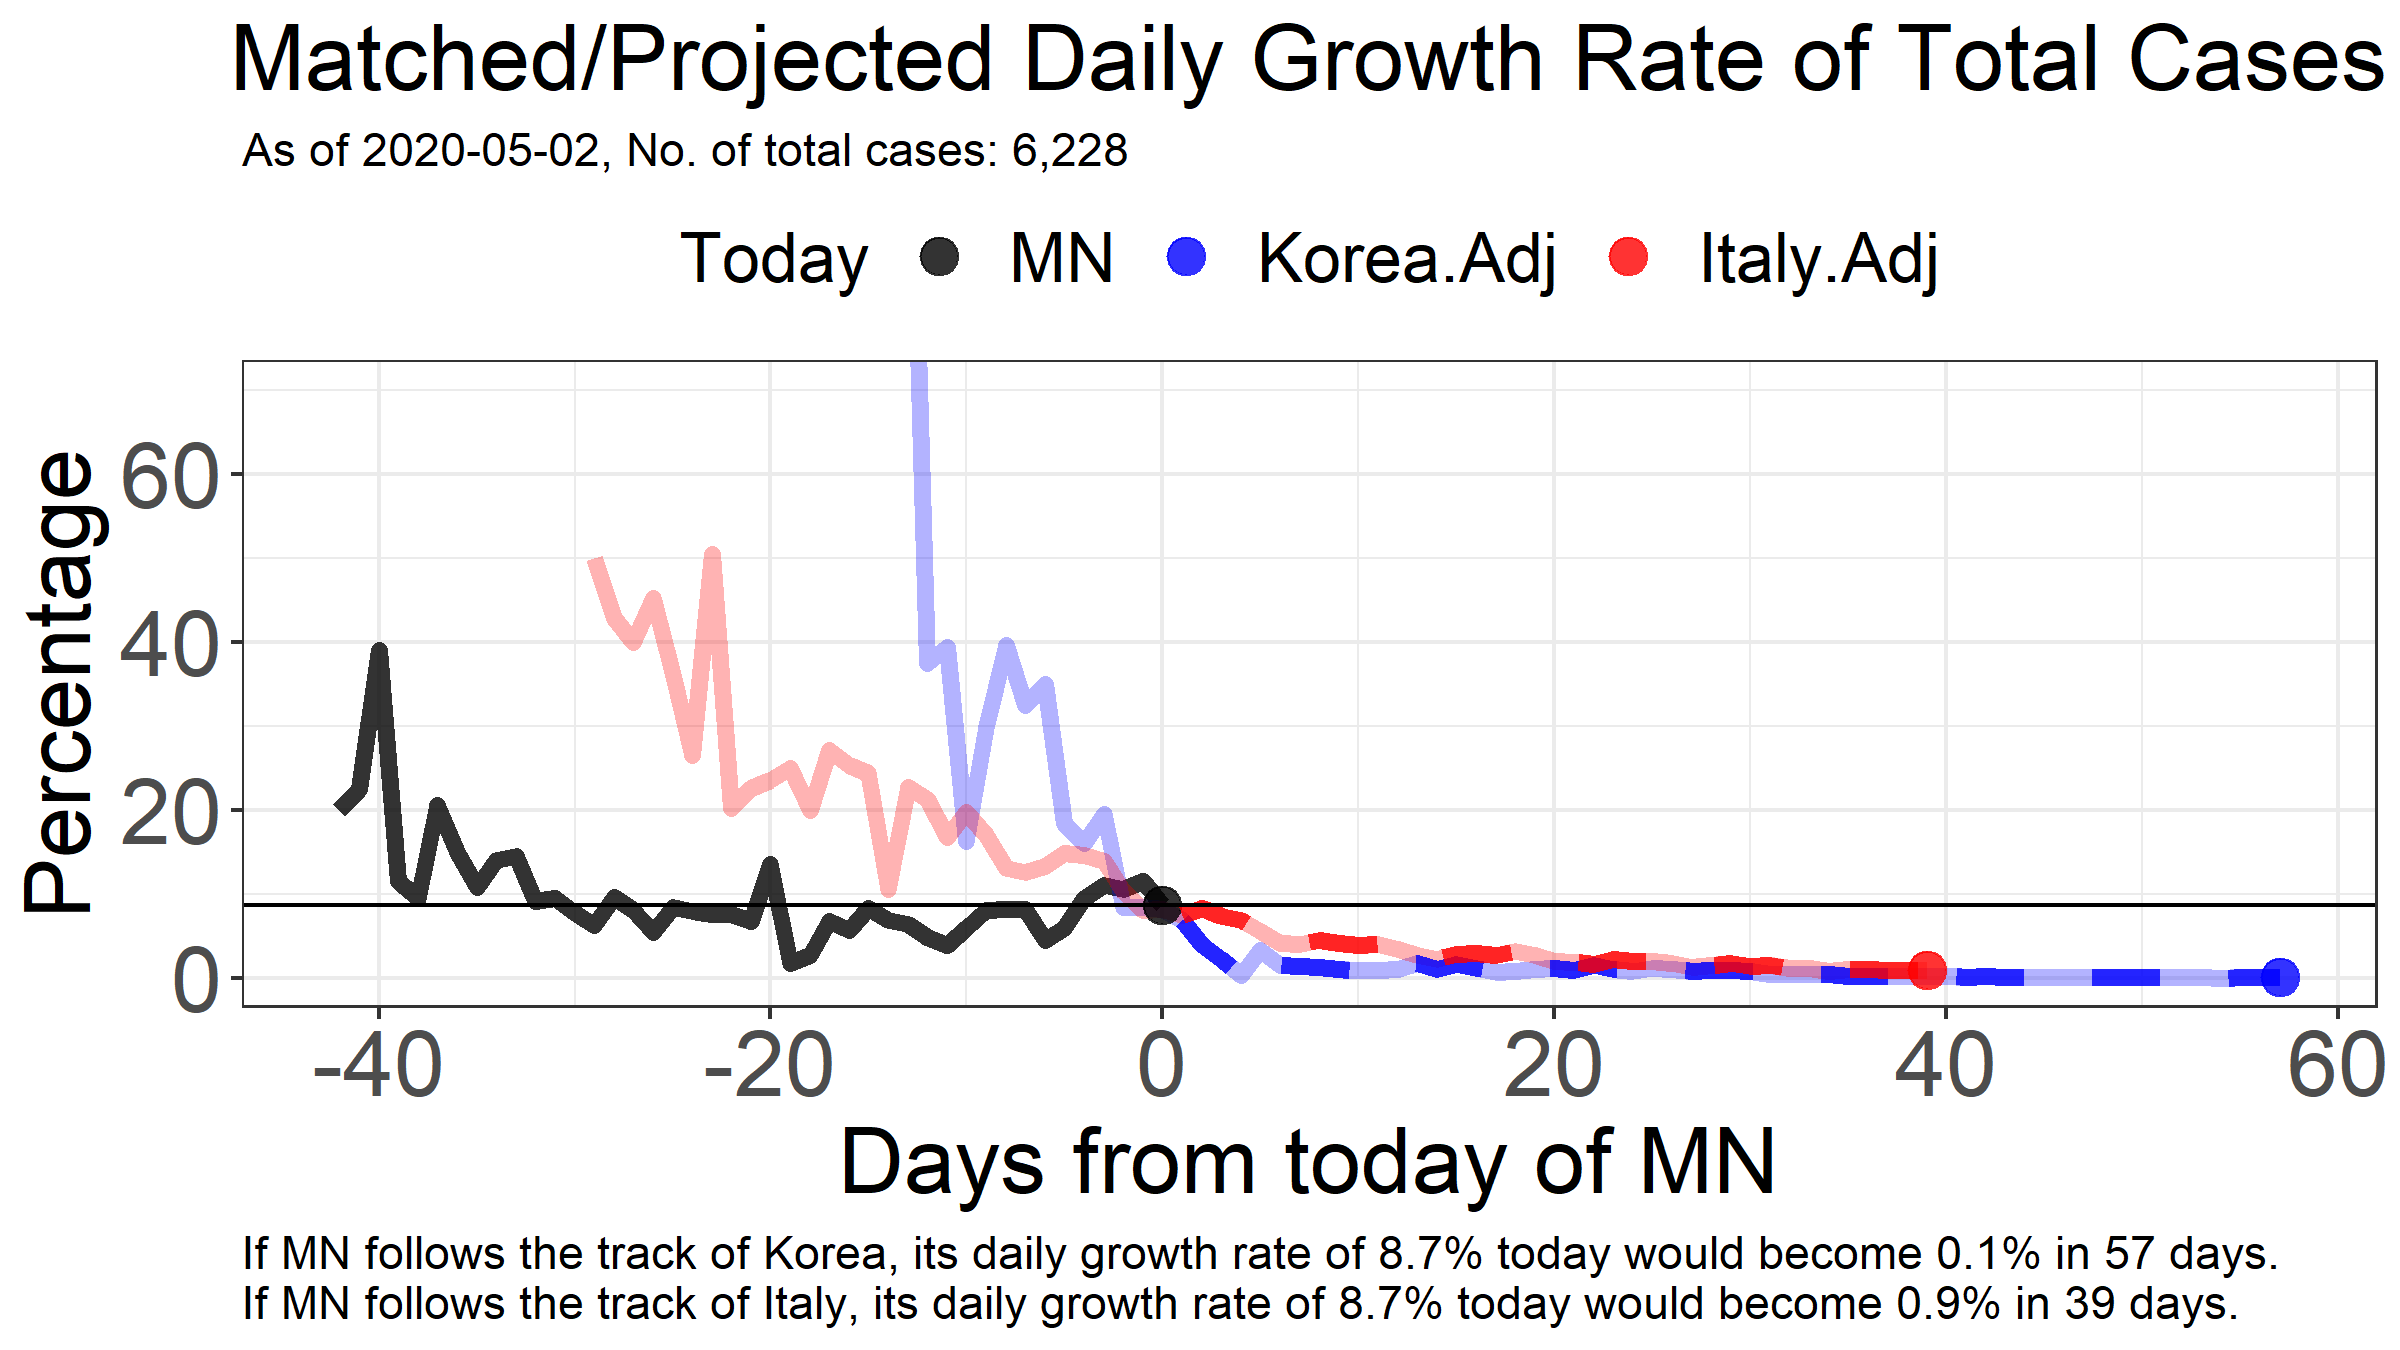 Matched/Projected Daily Growth Rate of Total Cases
As of 2020-05-02, No. of total cases: 6,228
Today MN Korea.Adj Italy.Adj
Percentage
60
40
20
0
-40 -20 0 20 40 60
Days from today of MN
If MN follows the track of Korea, its daily growth rate of 8.7% today would become 0.1% in 57 days.
If MN follows the track of Italy, its daily growth rate of 8.7% today would become 0.9% in 39 days.